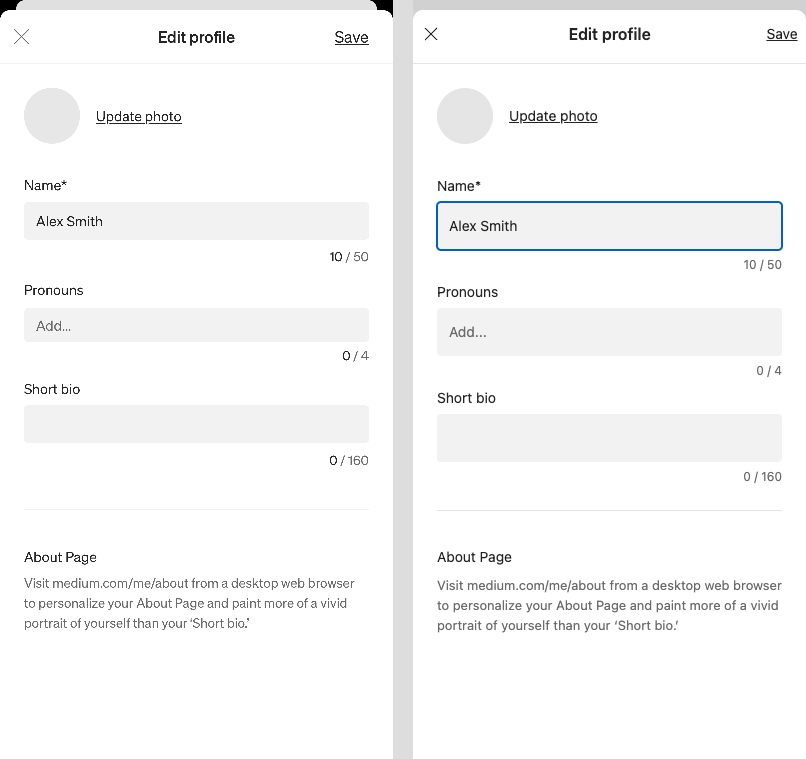 Edit profile
Save
Update photo
Name*
Alex Smith
10 / 50
Pronouns
Add...
0 / 4
Short bio
0 / 160
About Page
Visit medium.com/me/about from a desktop web browser
to personalize your About Page and paint more of a vivid
portrait of yourself than your ‘Short bio.’
Edit profile
Save
Update photo
Name*
Alex Smith
10 / 50
Pronouns
Add...
0 / 4
Short bio
0 / 160
About Page
Visit medium.com/me/about from a desktop web browser
to personalize your About Page and paint more of a vivid
portrait of yourself than your ‘Short bio.’